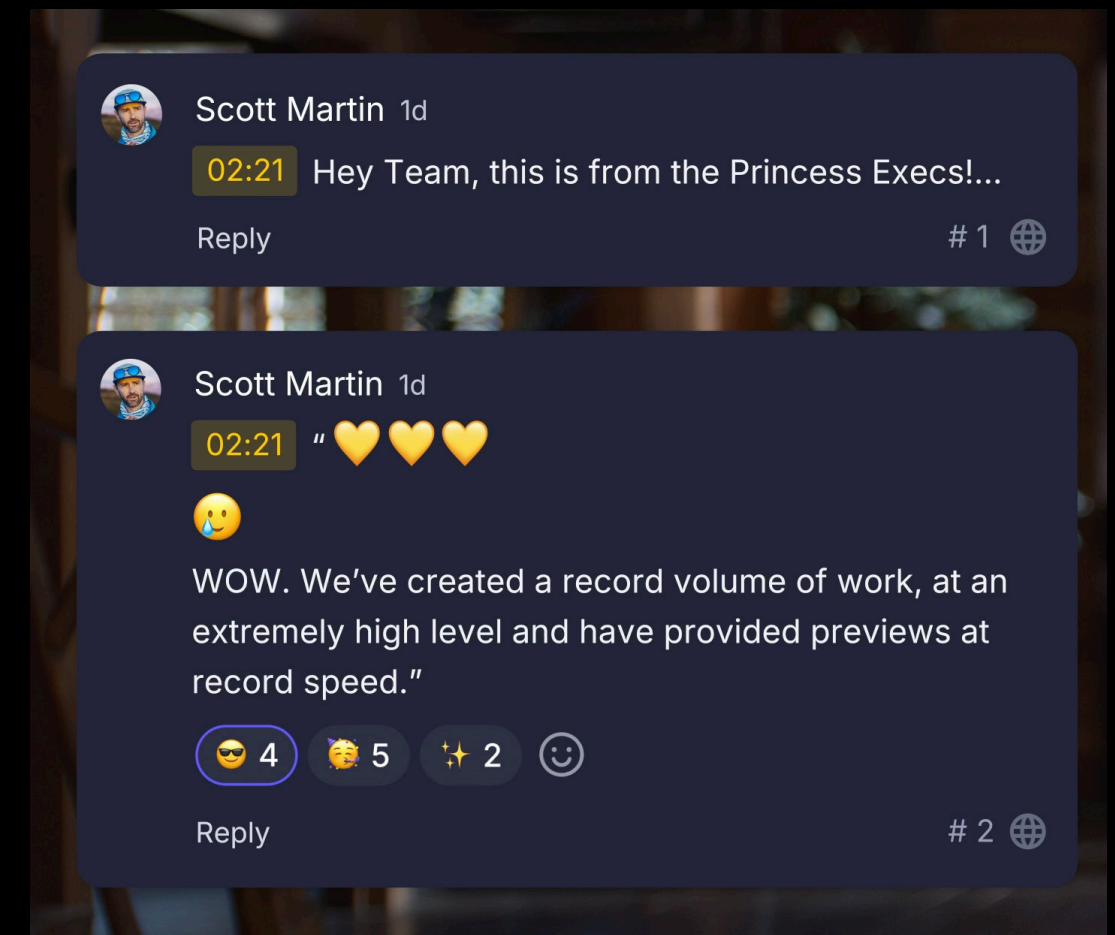 Scott Martin 1d
02:21 Hey Team, this is from the Princess Execs!...
Reply
# 1
Scott Martin 1d
02:21 “💛💛💛
🥲
WOW. We’ve created a record volume of work, at an
extremely high level and have provided previews at
record speed.”
😎 4 🥳 5 ✨ 2
Reply
# 2